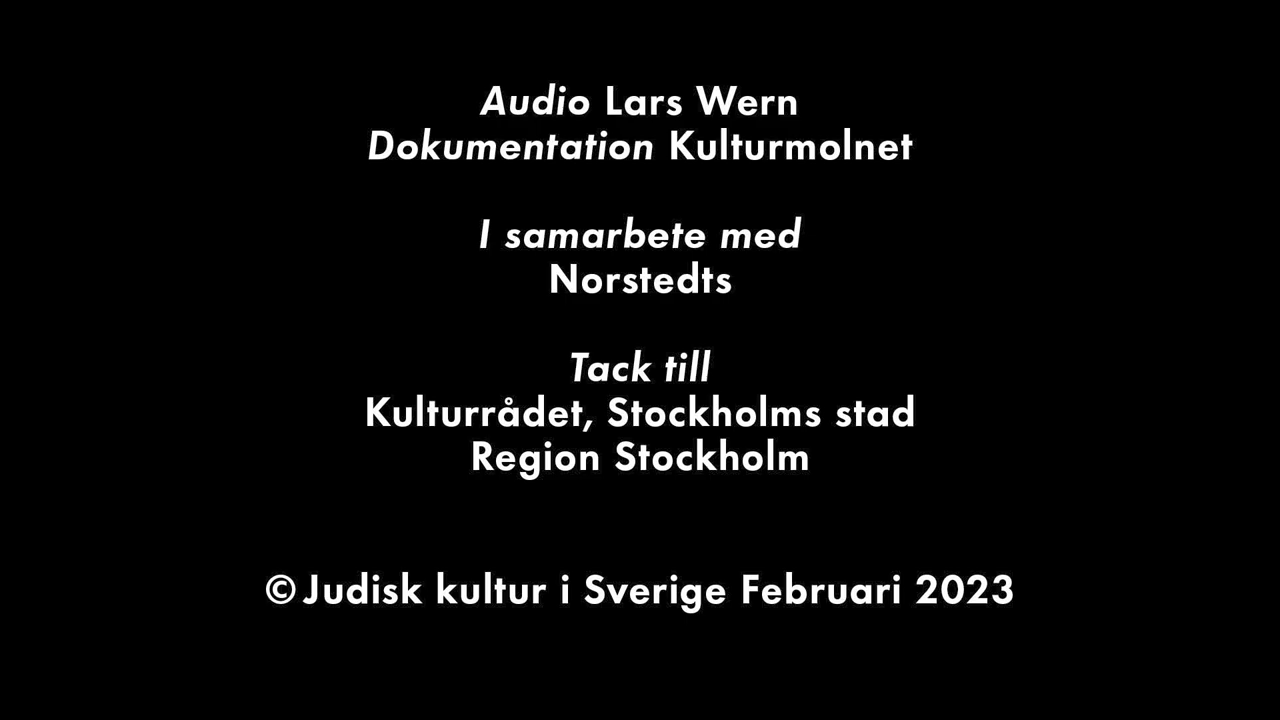 Audio Lars Wern
Dokumentation Kulturmolnet
I samarbete med
Norstedts
Tack till
Kulturrådet, Stockholms stad
Region Stockholm
© Judisk kultur i Sverige Februari 2023